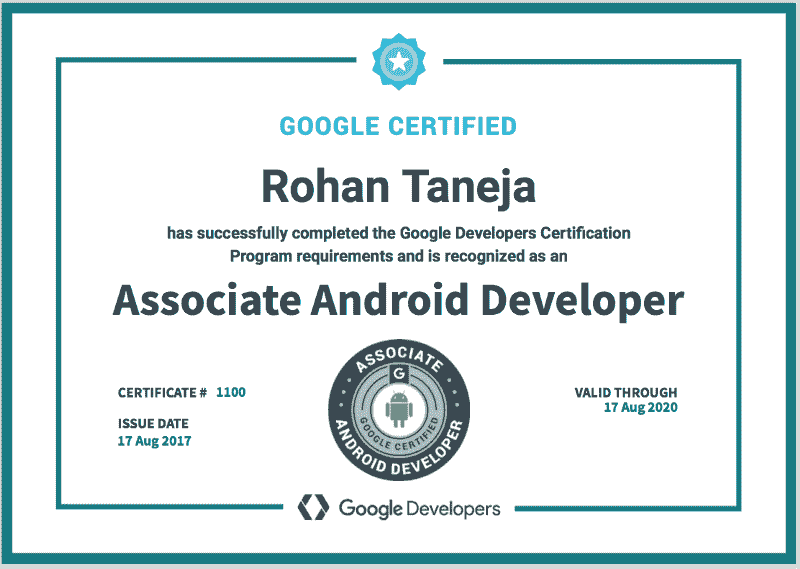 GOOGLE CERTIFIED
Rohan Taneja
has successfully completed the Google Developers Certification
Program requirements and is recognized as an
Associate Android Developer
CERTIFICATE # 1100
ISSUE DATE
17 Aug 2017
VALID THROUGH
17 Aug 2020
ASSOCIATE
G
GOOGLE CERTIFIED
ANDROID DEVELOPER
Google Developers